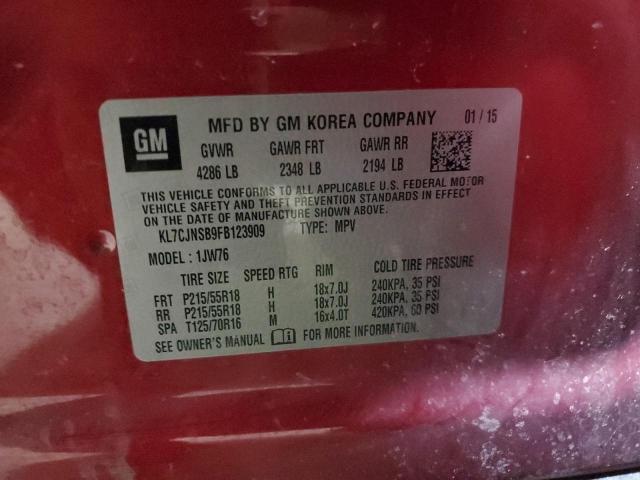 GM
MFD BY GM KOREA COMPANY 01 / 15
GVWR GAWR FRT GAWR RR
4286 LB 2348 LB 2194 LB
THIS VEHICLE CONFORMS TO ALL APPLICABLE U.S. FEDERAL MOTOR
VEHICLE SAFETY AND THEFT PREVENTION STANDARDS IN EFFECT
ON THE DATE OF MANUFACTURE SHOWN ABOVE.
KL7CJNSB9FB123909 TYPE: MPV
MODEL : 1JW76
TIRE SIZE SPEED RTG RIM COLD TIRE PRESSURE
FRT P215/55R18 H 18x7.0J 240KPA, 35 PSI
RR P215/55R18 H 18x7.0J 240KPA, 35 PSI
SPA T125/70R16 M 16x4.0T 420KPA, 60 PSI
SEE OWNER'S MANUAL FOR MORE INFORMATION.